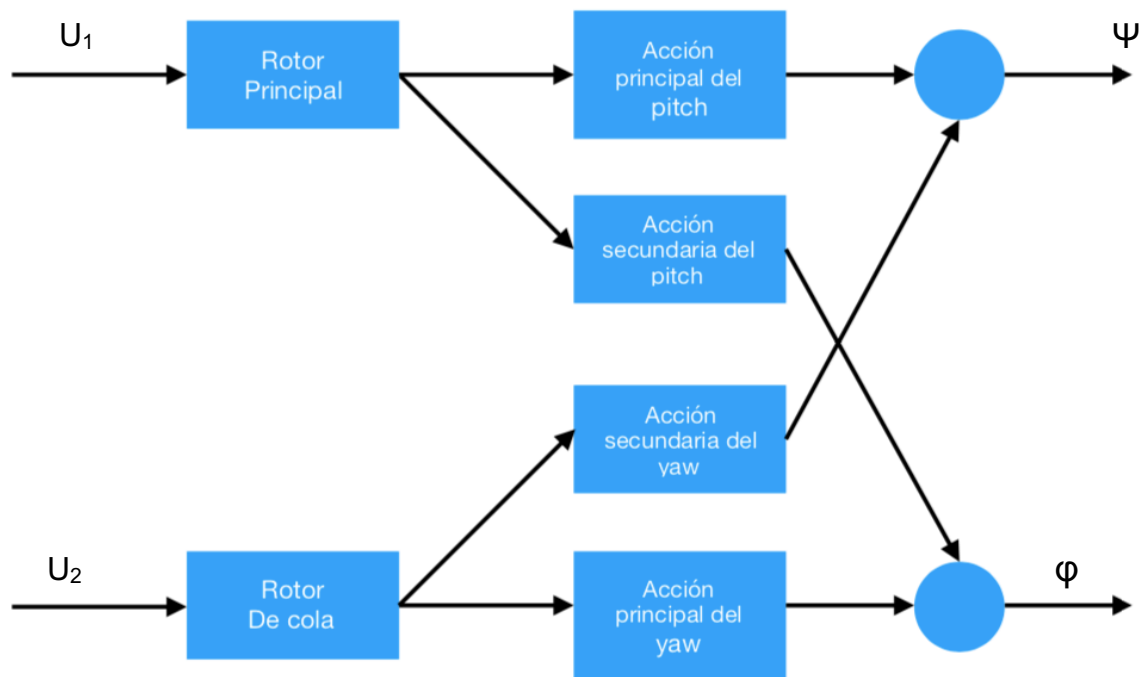 U₁
Rotor
Principal
Acción
principal del
pitch
Ψ
Acción
secundaria del
pitch
Acción
secundaria del
yaw
U₂
Rotor
De cola
Acción
principal del
yaw
φ